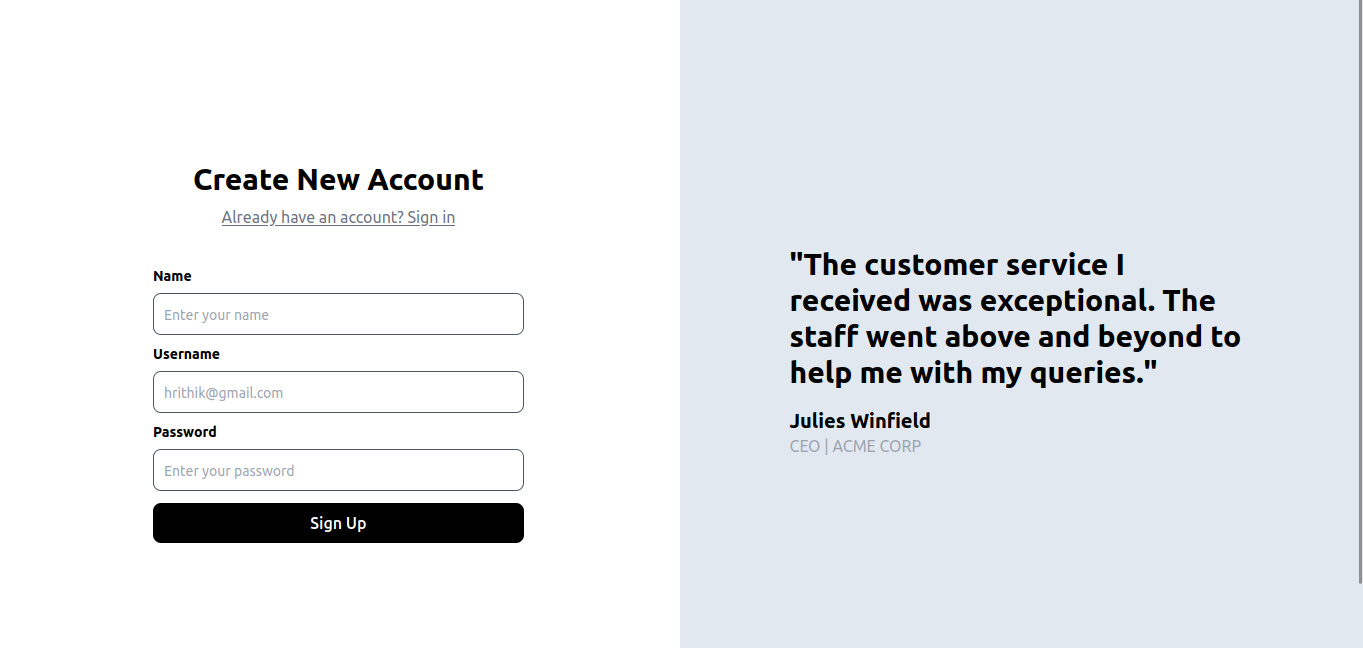 Create New Account
Already have an account? Sign in
Name
Enter your name
Username
hrithik@gmail.com
Password
Enter your password
Sign Up
"The customer service I
received was exceptional. The
staff went above and beyond to
help me with my queries."
Julies Winfield
CEO | ACME CORP